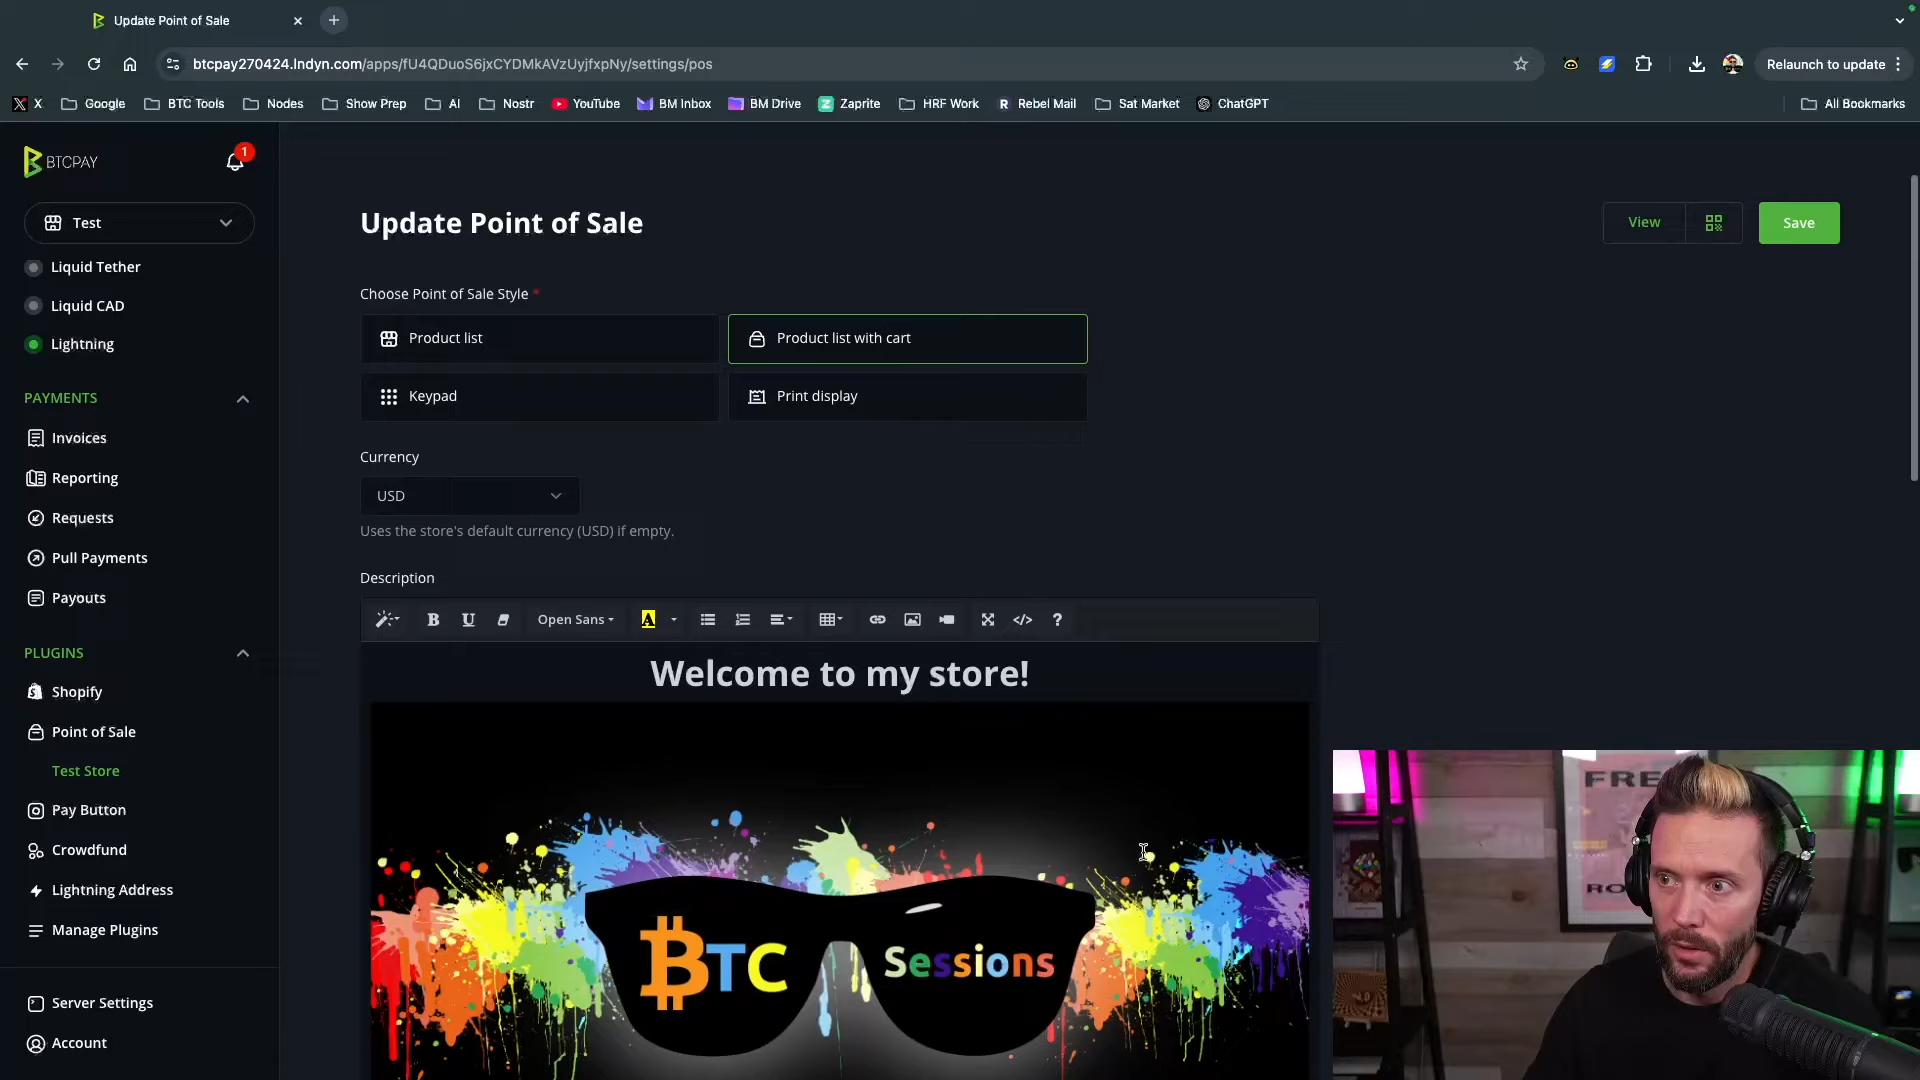 Update Point of Sale
btcpay270424.lndyn.com/apps/fU4QDuoS6jxCYDMkAVzUyjfxpNy/settings/pos
Relaunch to update
X
Google
BTC Tools
Nodes
Show Prep
AI
Nostr
YouTube
BM Inbox
BM Drive
Zaprite
HRF Work
Rebel Mail
Sat Market
ChatGPT
All Bookmarks
BTCPAY
1
Test
Liquid Tether
Liquid CAD
Lightning
PAYMENTS
Invoices
Reporting
Requests
Pull Payments
Payouts
PLUGINS
Shopify
Point of Sale
Test Store
Pay Button
Crowdfund
Lightning Address
Manage Plugins
Server Settings
Account
Update Point of Sale
View
Save
Choose Point of Sale Style *
Product list
Product list with cart
Keypad
Print display
Currency
USD
Uses the store's default currency (USD) if empty.
Description
B U Open Sans A </> ?
Welcome to my store!
BTC Sessions
FRE
RO